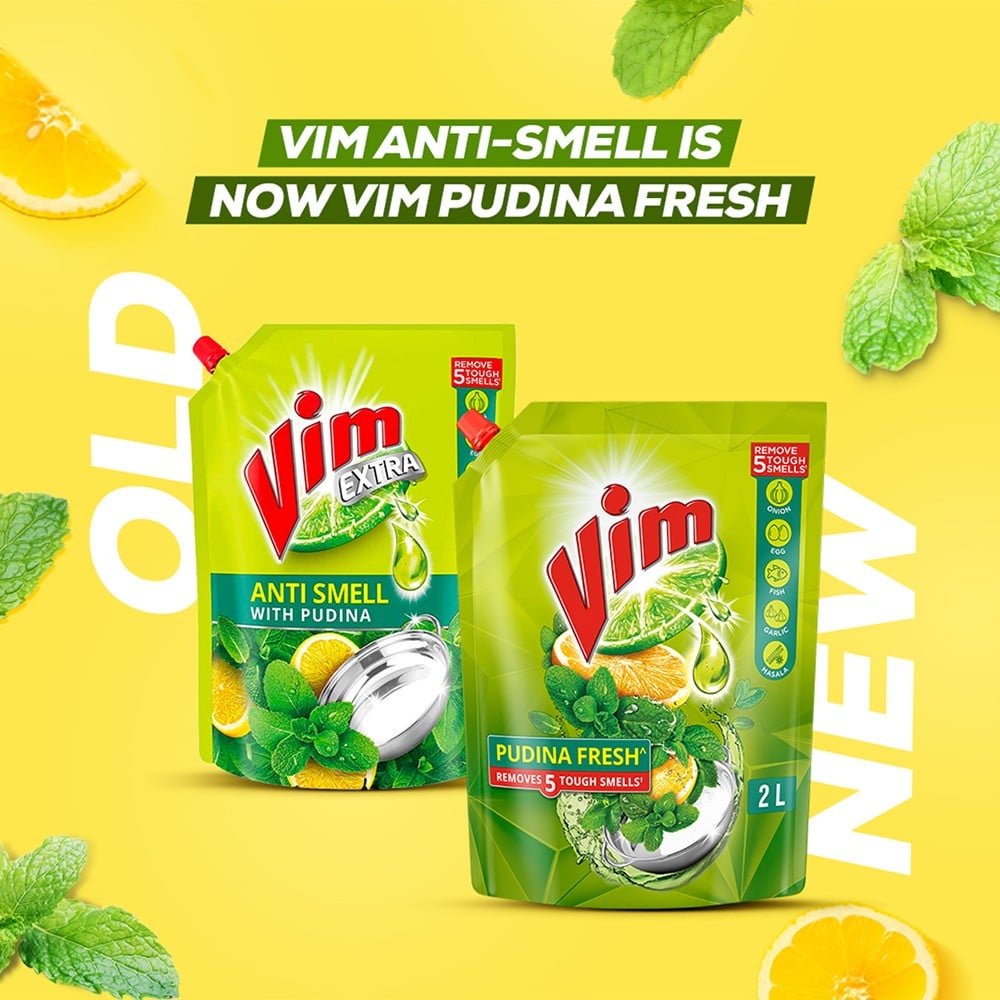 VIM ANTI-SMELL IS
NOW VIM PUDINA FRESH
OLD
REMOVE
5 TOUGH
SMELLS†
Vim
EXTRA
ANTI SMELL
WITH PUDINA
NEW
REMOVE
5 TOUGH
SMELLS†
ONION
EGG
FISH
GARLIC
MASALA
Vim
PUDINA FRESH^
REMOVES 5 TOUGH SMELLS†
2 L